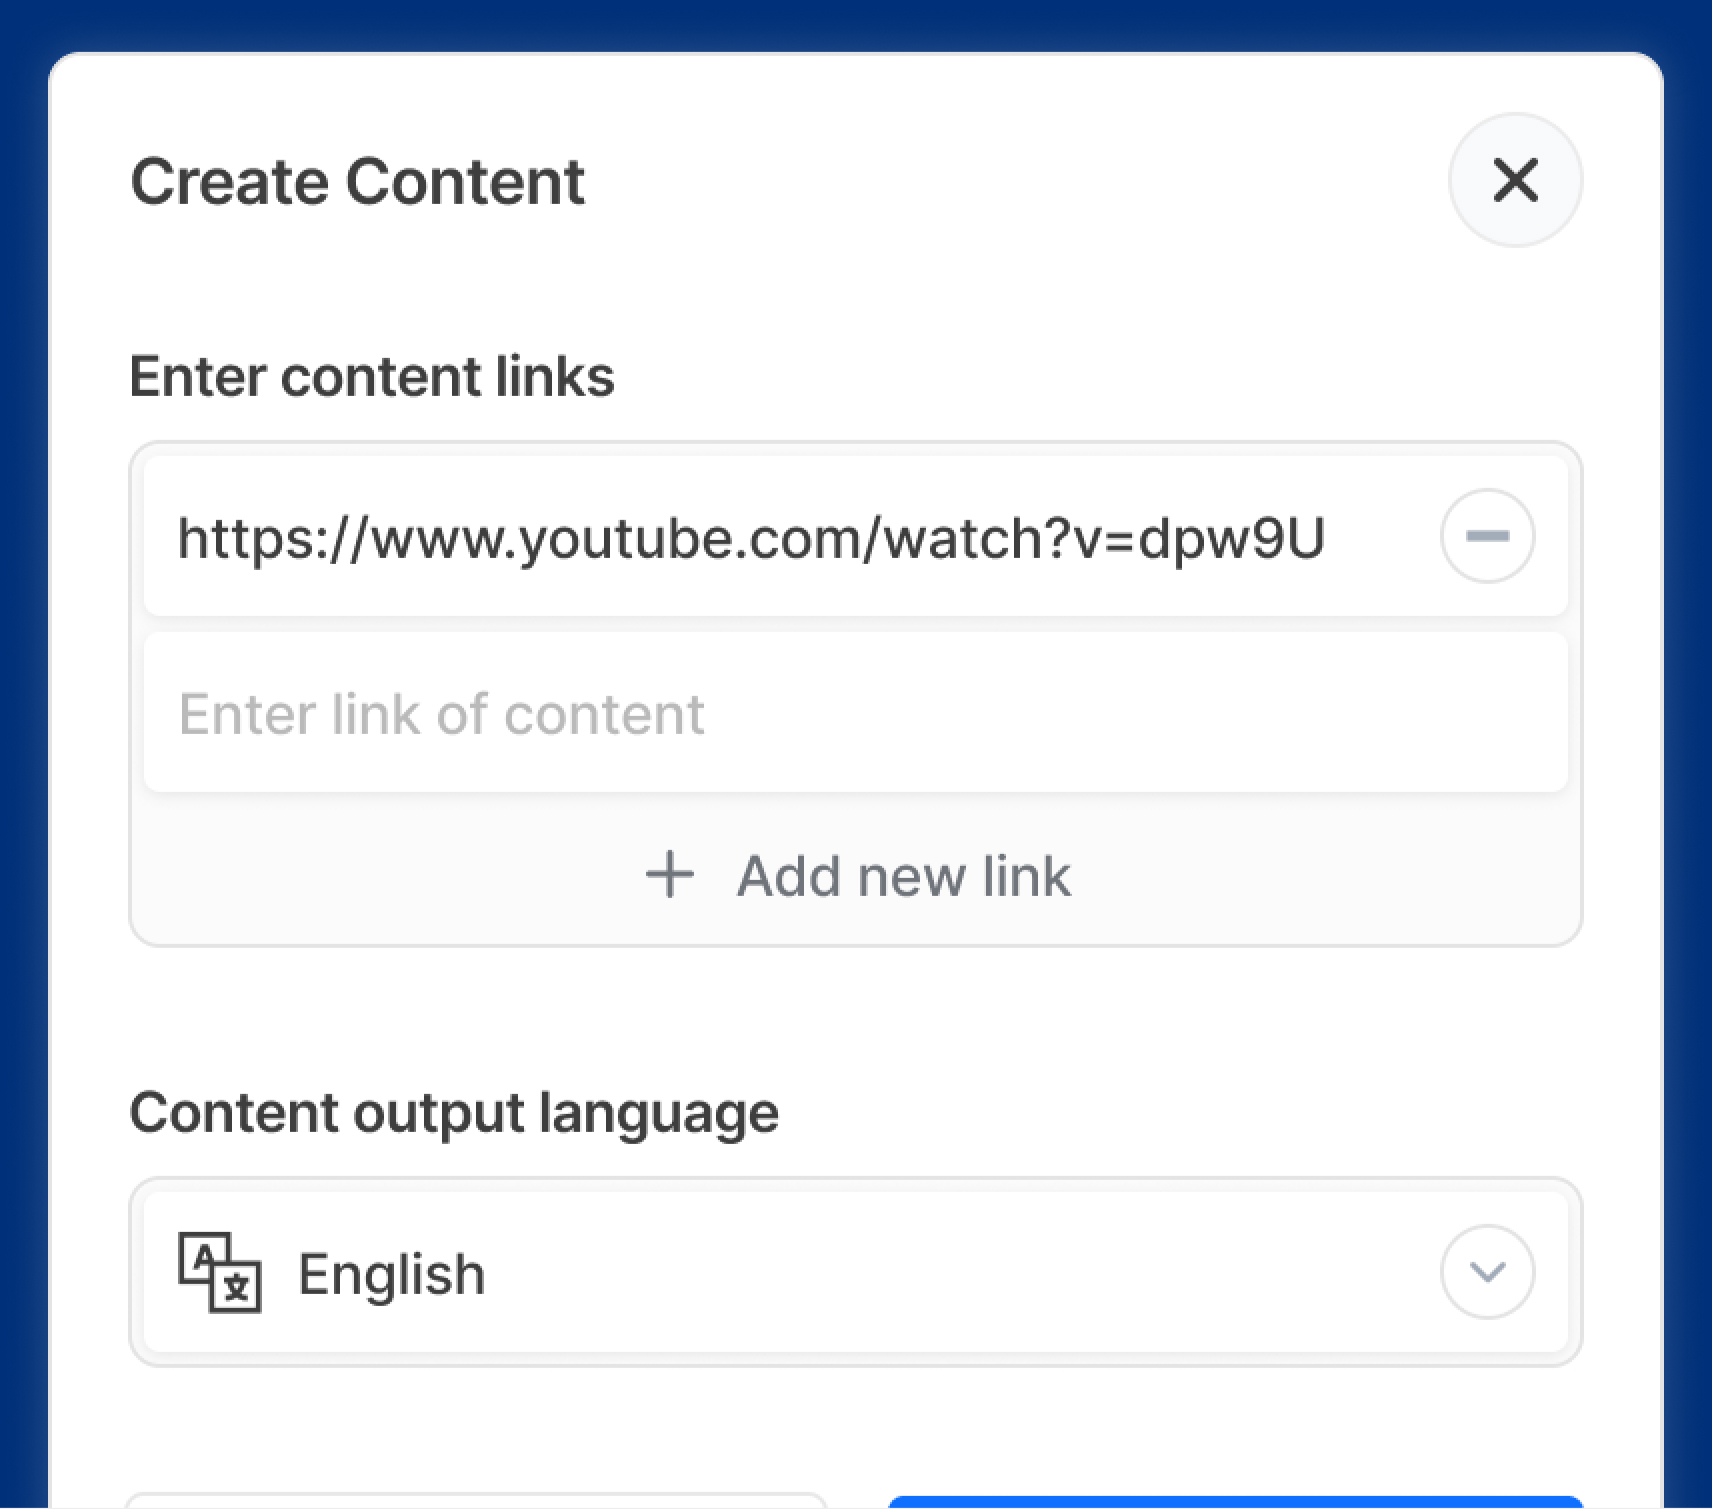 Create Content
Enter content links
https://www.youtube.com/watch?v=dpw9U
Enter link of content
+ Add new link
Content output language
A
文
English